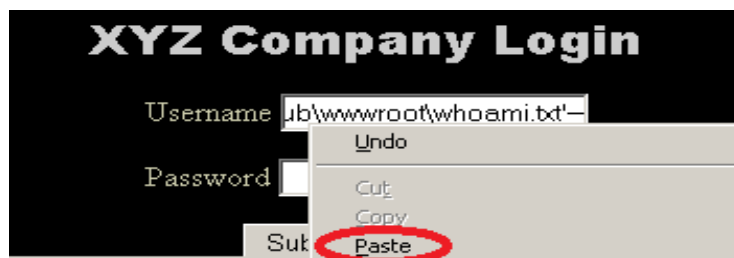 XYZ Company Login
Username ub\wwwroot\whoami.txt'--
Undo
Password
Cut
Copy
Sub
Paste